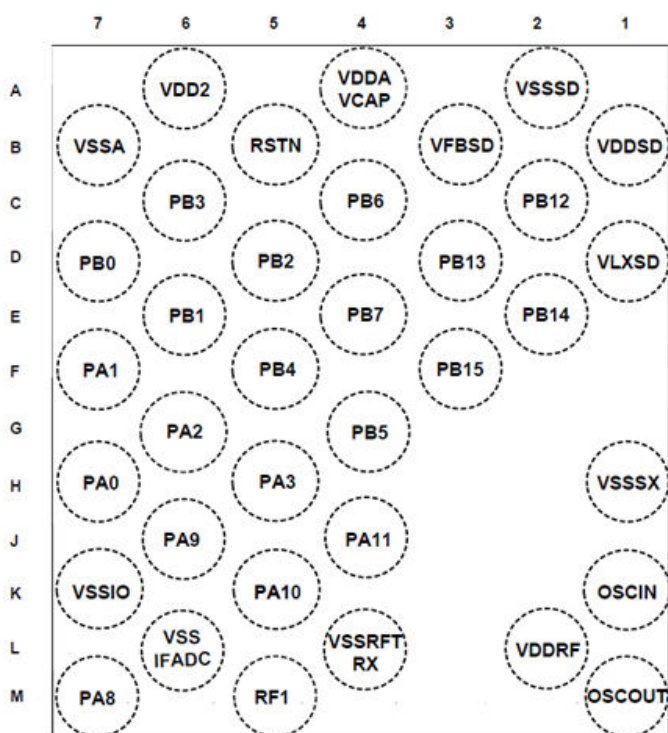 7 6 5 4 3 2 1
A VDD2 VDDA VSSSD
VCAP
B VSSA RSTN VFBSD VDDSD
C PB3 PB6 PB12
D PB0 PB2 PB13 VLXSD
E PB1 PB7 PB14
F PA1 PB4 PB15
G PA2 PB5
H PA0 PA3 VSSSX
J PA9 PA11
K VSSIO PA10 OSCIN
L VSS VSSRFT VDDRF
IFADC RX
M PA8 RF1 OSCOUT